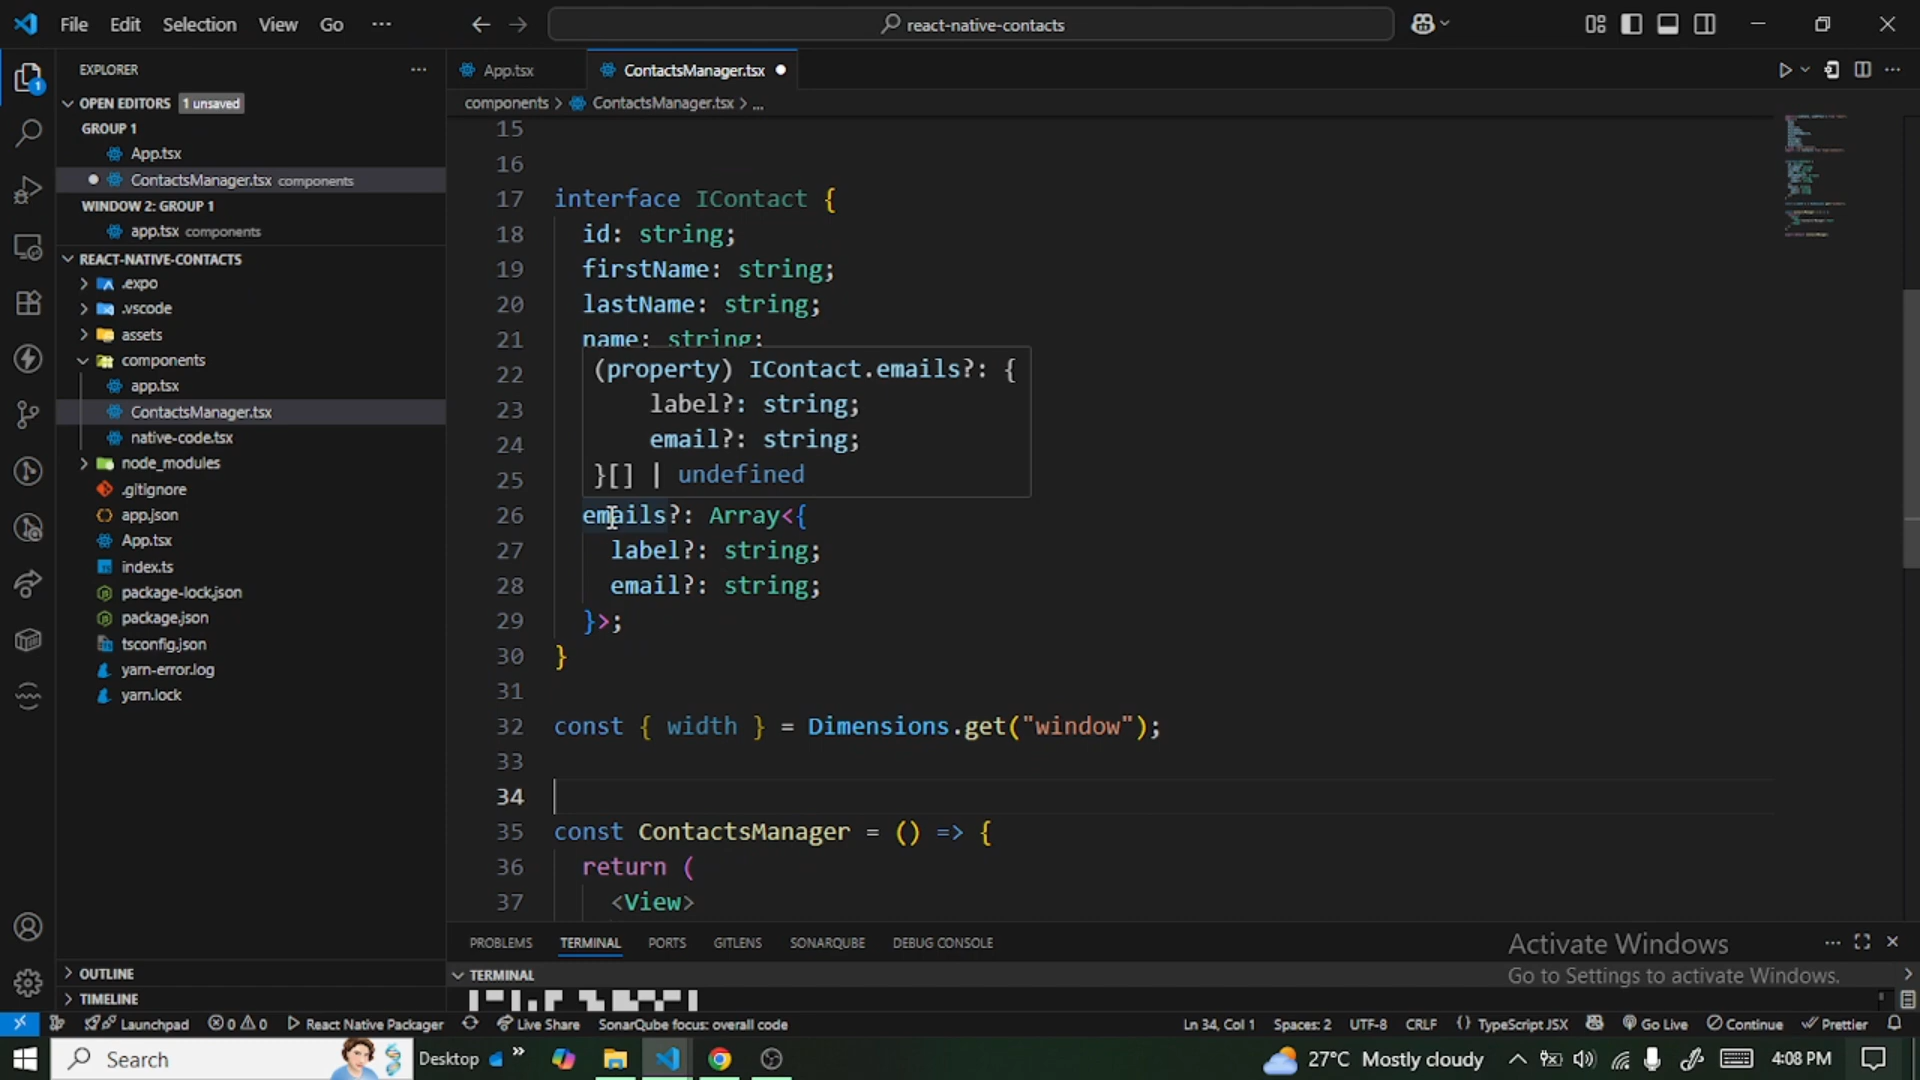 File Edit Selection View Go
react-native-contacts
EXPLORER
OPEN EDITORS 1 unsaved
GROUP 1
App.tsx
ContactsManager.tsx components
WINDOW 2: GROUP 1
app.tsx components
REACT-NATIVE-CONTACTS
.expo
.vscode
assets
components
app.tsx
ContactsManager.tsx
native-code.tsx
node_modules
.gitignore
app.json
App.tsx
index.ts
package-lock.json
package.json
tsconfig.json
yarn-error.log
yarn.lock
OUTLINE
TIMELINE
App.tsx
ContactsManager.tsx
components > ContactsManager.tsx > ...
15
16
17 interface IContact {
18 id: string;
19 firstName: string;
20 lastName: string;
21 name: string;
22
23
24
25
(property) IContact.emails?: {
label?: string;
email?: string;
}[] | undefined
26 emails?: Array<{
27 label?: string;
28 email?: string;
29 }>;
30 }
31
32 const { width } = Dimensions.get("window");
33
34
35 const ContactsManager = () => {
36 return (
37 <View>
PROBLEMS TERMINAL PORTS GITLENS SONARQUBE DEBUG CONSOLE
TERMINAL
Activate Windows
Go to Settings to activate Windows.
Launchpad 0 0 React Native Packager Live Share SonarQube focus: overall code Ln 34, Col 1 Spaces: 2 UTF-8 CRLF {} TypeScript JSX Go Live Continue Prettier
Search Desktop 27°C Mostly cloudy 4:08 PM